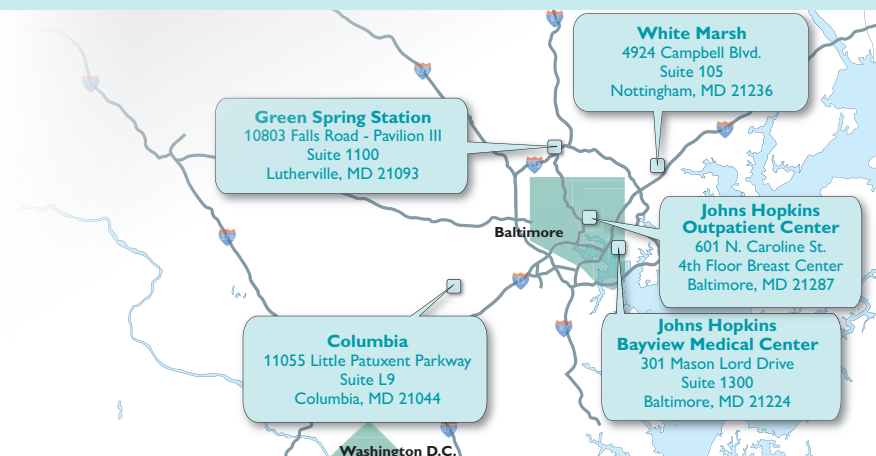 White Marsh
4924 Campbell Blvd.
Suite 105
Nottingham, MD 21236
Green Spring Station
10803 Falls Road - Pavilion III
Suite 1100
Lutherville, MD 21093
Johns Hopkins
Outpatient Center
601 N. Caroline St.
4th Floor Breast Center
Baltimore, MD 21287
Baltimore
Johns Hopkins
Bayview Medical Center
301 Mason Lord Drive
Suite 1300
Baltimore, MD 21224
Columbia
11055 Little Patuxent Parkway
Suite L9
Columbia, MD 21044
Washington D.C.